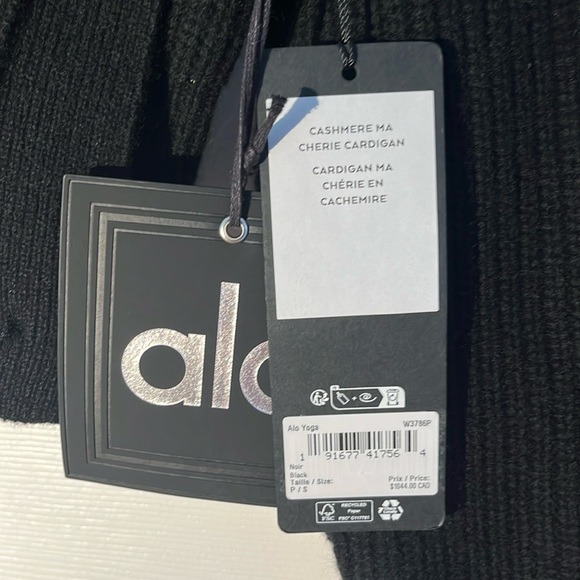 CASHMERE MA
CHERIE CARDIGAN
CARDIGAN MA
CHÉRIE EN
CACHEMIRE
alo
Alo Yoga W3786P
1 91677 41756 4
Noir
Black
Taille / Size: Prix / Price:
P / S $1044.00 CAD
FSC
RECYCLED
Paper